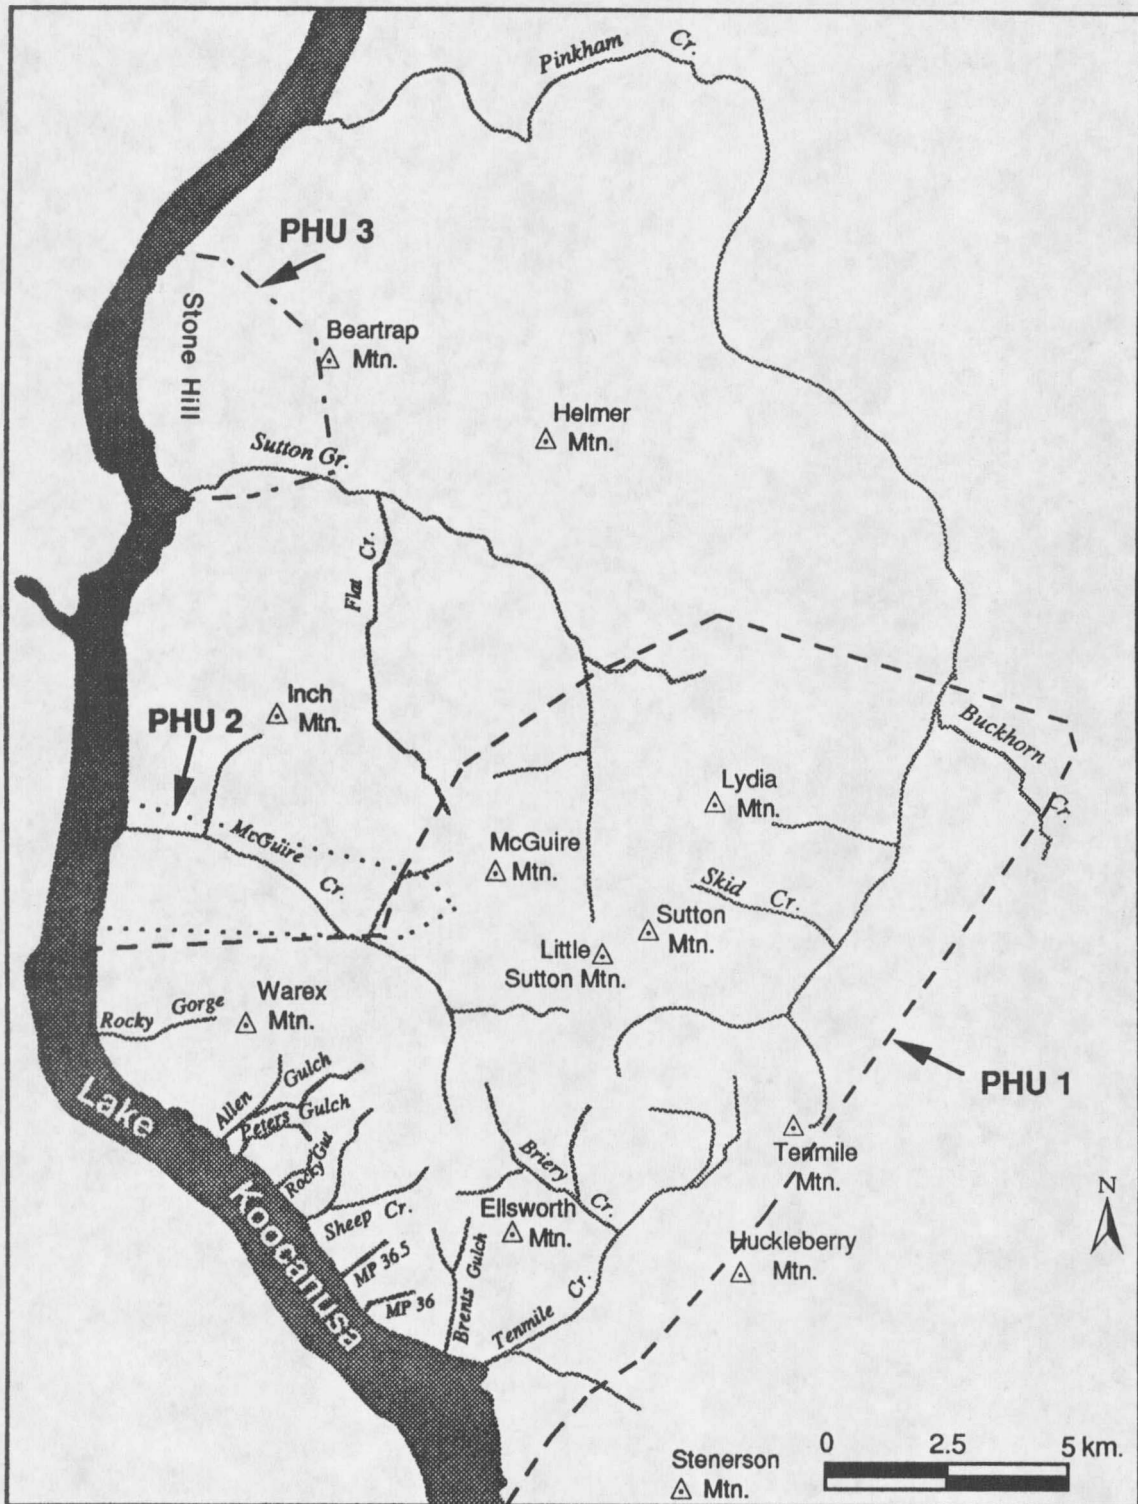 Pinkham Cr.
PHU 3
Stone Hill
Beartrap
Mtn.
Helmer
Mtn.
Sutton Gr.
Flat Cr.
Inch
Mtn.
PHU 2
Buckhorn Cr.
Lydia
Mtn.
McGuire Cr.
McGuire
Mtn.
Skid Cr.
Sutton
Mtn.
Little
Sutton Mtn.
Warex
Mtn.
Rocky Gorge
PHU 1
Allen Gulch
Peters Gulch
Lake Koocanusa
Rocky Gut
Briery Cr.
Tenmile
Mtn.
Sheep Cr.
Ellsworth
Mtn.
N
Huckleberry
Mtn.
MP 36.5
MP 36
Brents Gulch
Tenmile Cr.
0 2.5 5 km.
Stenerson
Mtn.